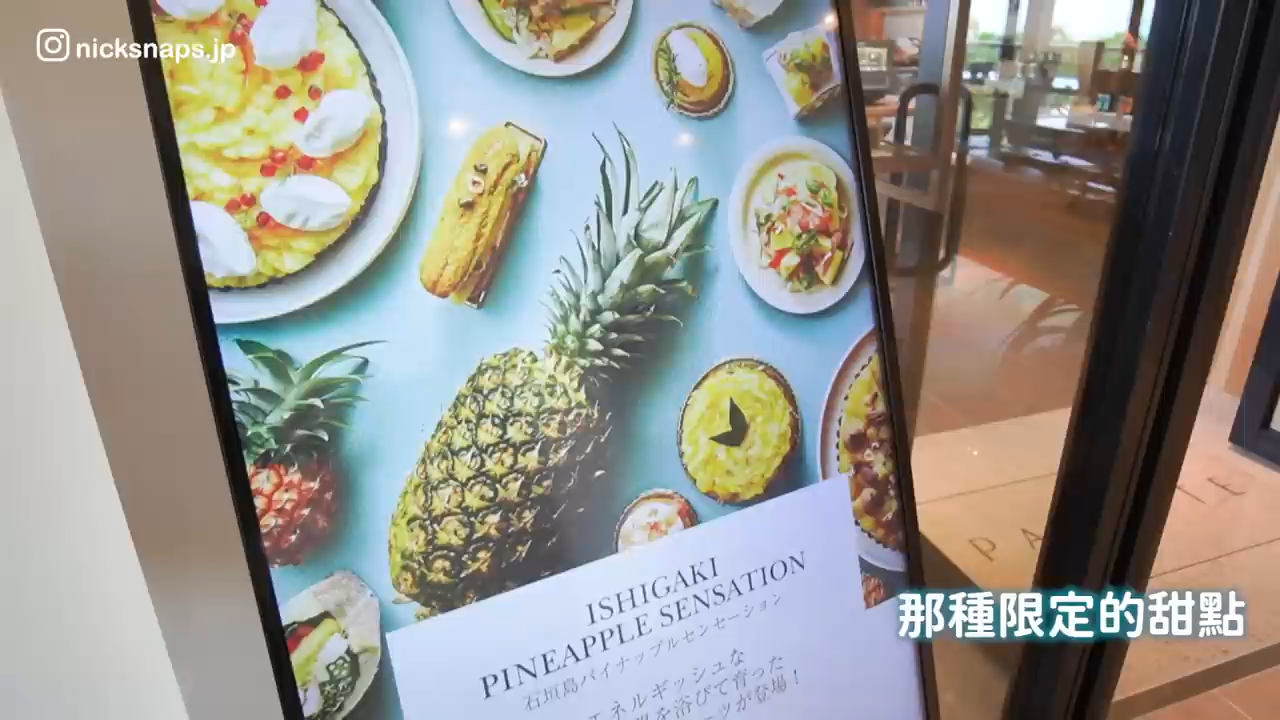 nicksnaps.jp
ISHIGAKI
PINEAPPLE SENSATION
石垣島パイナップルセンセーション
エネルギッシュな
を浴びて育った
ツが登場！
那種限定的甜點